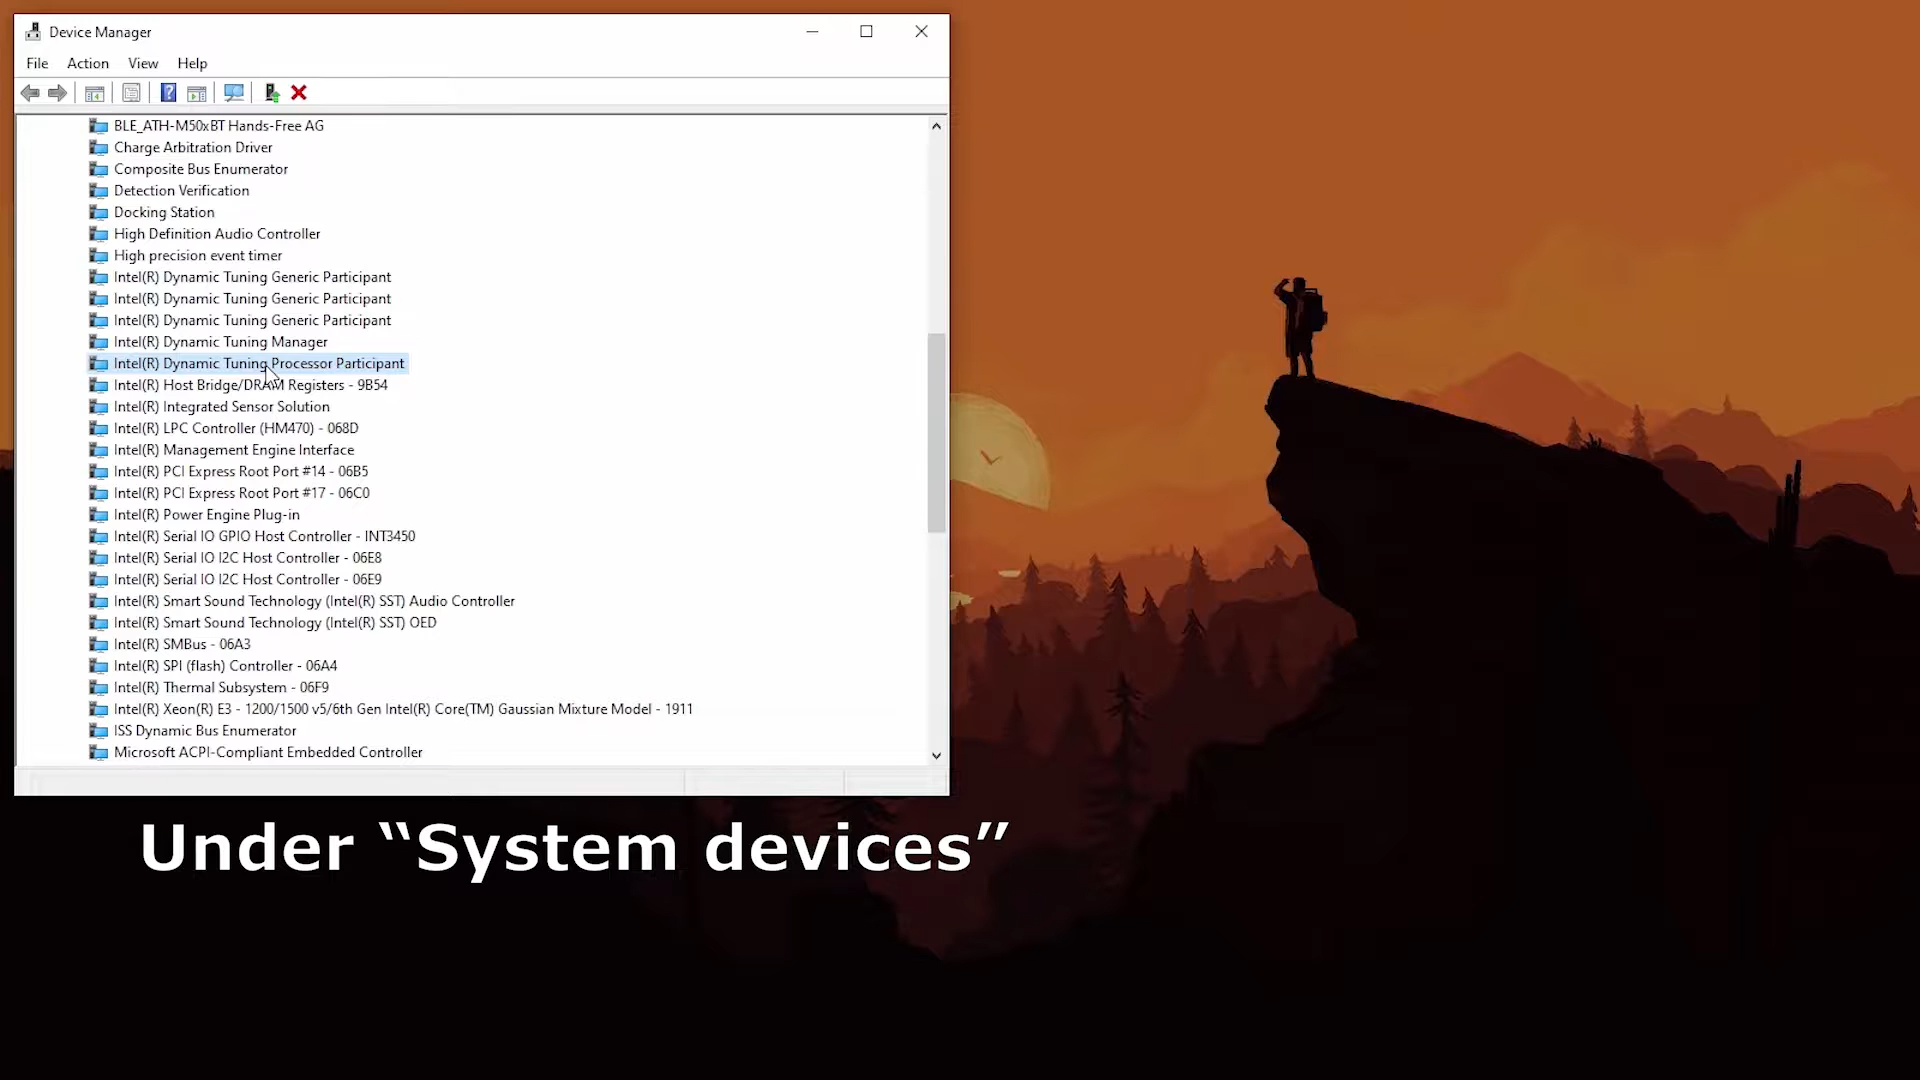 Device Manager
File Action View Help
BLE_ATH-M50xBT Hands-Free AG
Charge Arbitration Driver
Composite Bus Enumerator
Detection Verification
Docking Station
High Definition Audio Controller
High precision event timer
Intel(R) Dynamic Tuning Generic Participant
Intel(R) Dynamic Tuning Generic Participant
Intel(R) Dynamic Tuning Generic Participant
Intel(R) Dynamic Tuning Manager
Intel(R) Dynamic Tuning Processor Participant
Intel(R) Host Bridge/DRAM Registers - 9B54
Intel(R) Integrated Sensor Solution
Intel(R) LPC Controller (HM470) - 068D
Intel(R) Management Engine Interface
Intel(R) PCI Express Root Port #14 - 06B5
Intel(R) PCI Express Root Port #17 - 06C0
Intel(R) Power Engine Plug-in
Intel(R) Serial IO GPIO Host Controller - INT3450
Intel(R) Serial IO I2C Host Controller - 06E8
Intel(R) Serial IO I2C Host Controller - 06E9
Intel(R) Smart Sound Technology (Intel(R) SST) Audio Controller
Intel(R) Smart Sound Technology (Intel(R) SST) OED
Intel(R) SMBus - 06A3
Intel(R) SPI (flash) Controller - 06A4
Intel(R) Thermal Subsystem - 06F9
Intel(R) Xeon(R) E3 - 1200/1500 v5/6th Gen Intel(R) Core(TM) Gaussian Mixture Model - 1911
ISS Dynamic Bus Enumerator
Microsoft ACPI-Compliant Embedded Controller
Under “System devices”